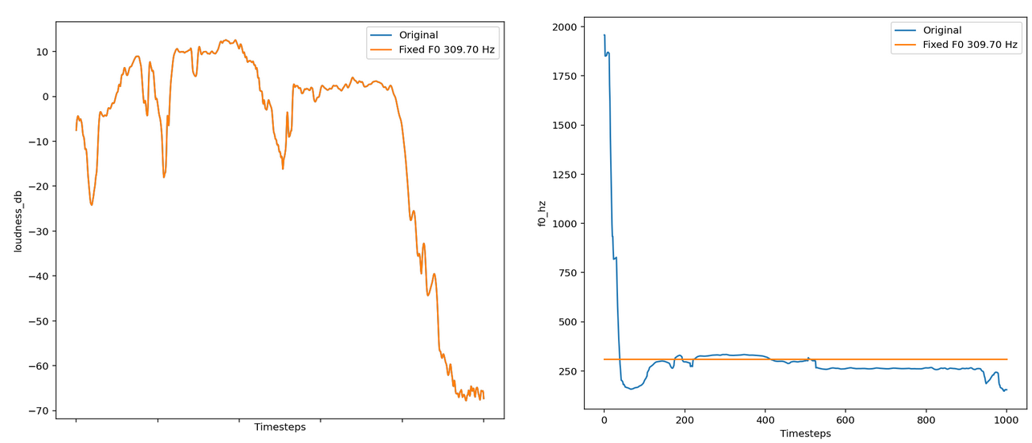 Original
Fixed F0 309.70 Hz
10
0
−10
−20
−30
−40
−50
−60
−70
loudness_db
Timesteps
Original
Fixed F0 309.70 Hz
2000
1750
1500
1250
1000
750
500
250
f0_hz
0 200 400 600 800 1000
Timesteps